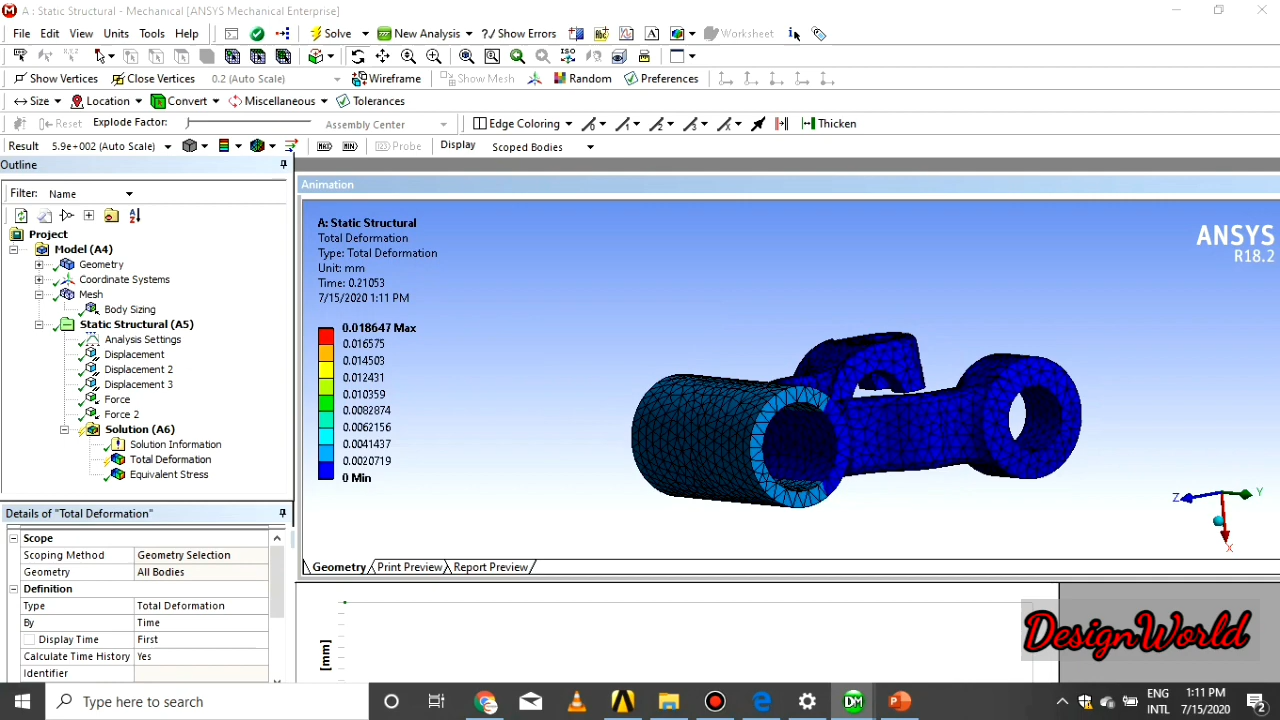 A : Static Structural - Mechanical [ANSYS Mechanical Enterprise]
File Edit View Units Tools Help Solve New Analysis ?/ Show Errors Worksheet
Show Vertices Close Vertices 0.2 (Auto Scale) Wireframe Show Mesh Random Preferences
Size Location Convert Miscellaneous Tolerances
Reset Explode Factor: Assembly Center Edge Coloring Thicken
Result 5.9e+002 (Auto Scale) MAX MIN Probe Display Scoped Bodies
Outline
Filter: Name
Project
Model (A4)
Geometry
Coordinate Systems
Mesh
Body Sizing
Static Structural (A5)
Analysis Settings
Displacement
Displacement 2
Displacement 3
Force
Force 2
Solution (A6)
Solution Information
Total Deformation
Equivalent Stress
Details of "Total Deformation"
Scope
Scoping Method Geometry Selection
Geometry All Bodies
Definition
Type Total Deformation
By Time
Display Time First
Calculate Time History Yes
Identifier
Animation
A: Static Structural
Total Deformation
Type: Total Deformation
Unit: mm
Time: 0.21053
7/15/2020 1:11 PM
0.018647 Max
0.016575
0.014503
0.012431
0.010359
0.0082874
0.0062156
0.0041437
0.0020719
0 Min
ANSYS
R18.2
Z Y
X
Geometry Print Preview Report Preview
[mm]
DesignWorld
Type here to search
ENG
INTL
1:11 PM
7/15/2020
2